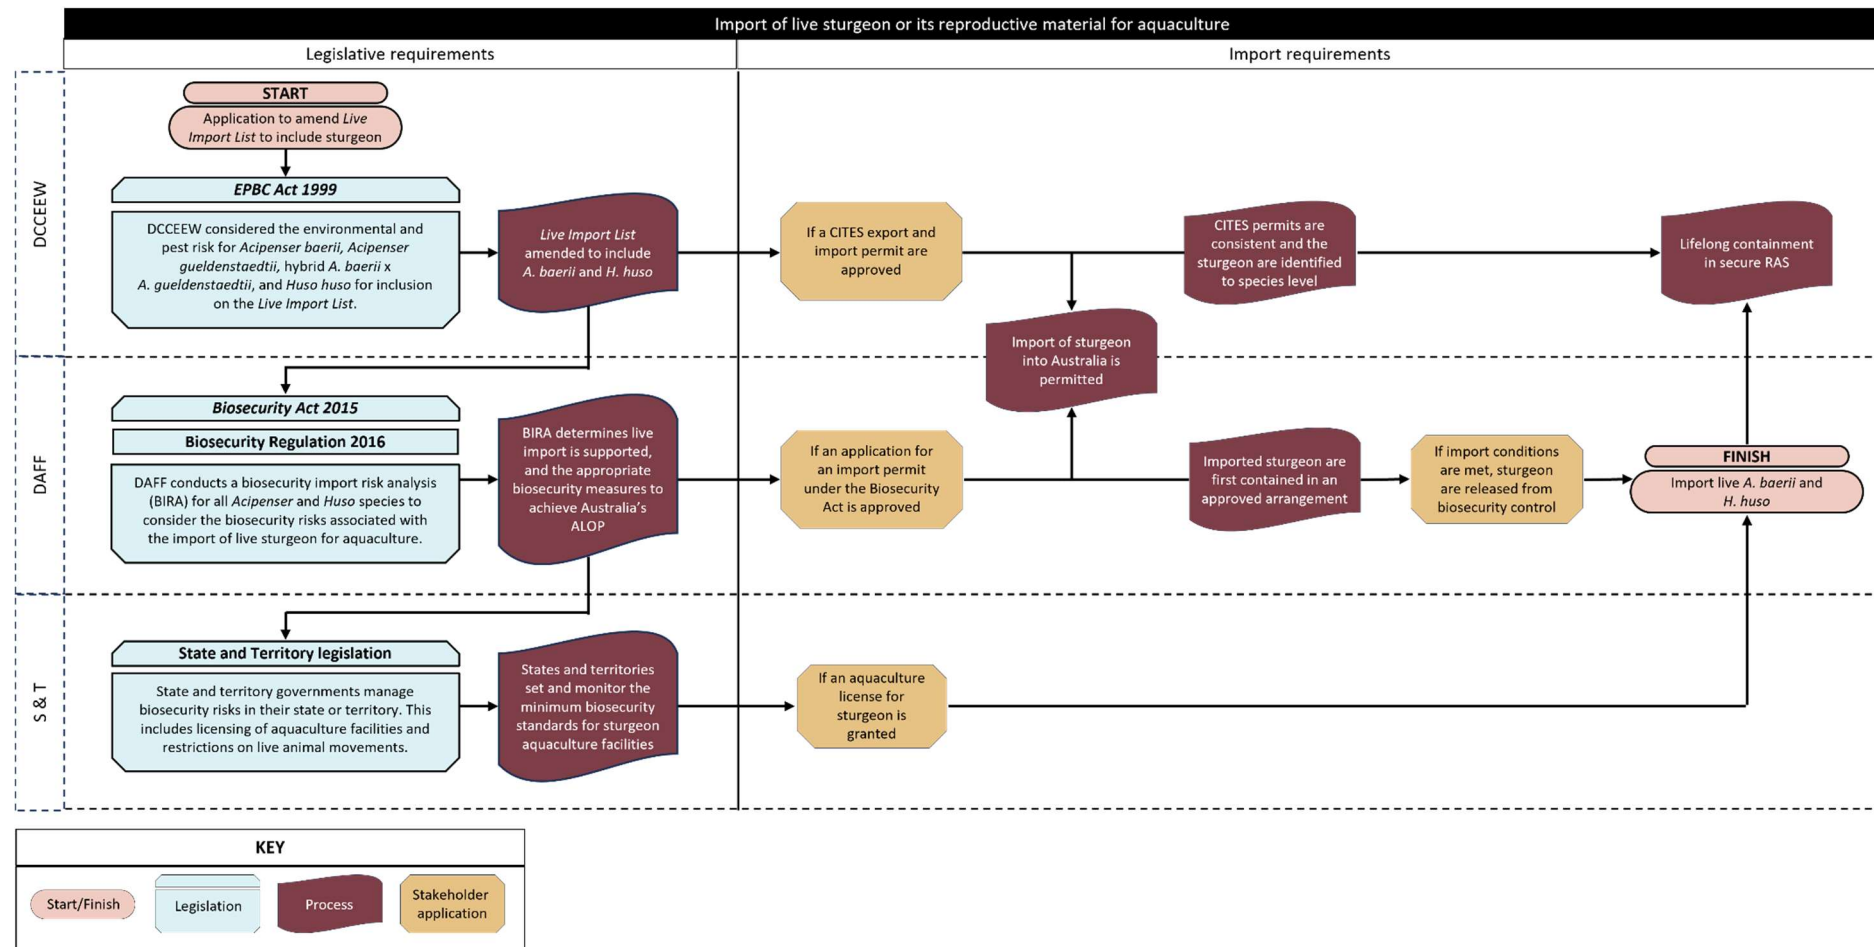 Import of live sturgeon or its reproductive material for aquaculture
Legislative requirements
Import requirements
DCCEEW
START
Application to amend Live
Import List to include sturgeon
EPBC Act 1999
DCCEEW considered the environmental and
pest risk for Acipenser baerii, Acipenser
gueldenstaedtii, hybrid A. baerii x
A. gueldenstaedtii, and Huso huso for inclusion
on the Live Import List.
Live Import List
amended to include
A. baerii and H. huso
If a CITES export and
import permit are
approved
CITES permits are
consistent and the
sturgeon are identified
to species level
Lifelong containment
in secure RAS
Import of sturgeon
into Australia is
permitted
DAFF
Biosecurity Act 2015
Biosecurity Regulation 2016
DAFF conducts a biosecurity import risk analysis
(BIRA) for all Acipenser and Huso species to
consider the biosecurity risks associated with
the import of live sturgeon for aquaculture.
BIRA determines live
import is supported,
and the appropriate
biosecurity measures to
achieve Australia's
ALOP
If an application for
an import permit
under the Biosecurity
Act is approved
Imported sturgeon are
first contained in an
approved arrangement
If import conditions
are met, sturgeon
are released from
biosecurity control
FINISH
Import live A. baerii and
H. huso
S & T
State and Territory legislation
State and territory governments manage
biosecurity risks in their state or territory. This
includes licensing of aquaculture facilities and
restrictions on live animal movements.
States and territories
set and monitor the
minimum biosecurity
standards for sturgeon
aquaculture facilities
If an aquaculture
license for
sturgeon is
granted
KEY
Start/Finish
Legislation
Process
Stakeholder
application